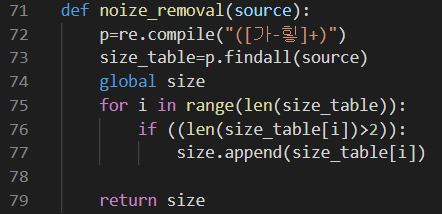 71 def noize_removal(source):
72     p=re.compile("([가-힣]+)")
73     size_table=p.findall(source)
74     global size
75     for i in range(len(size_table)):
76         if ((len(size_table[i])>2)):
77             size.append(size_table[i])
78
79     return size